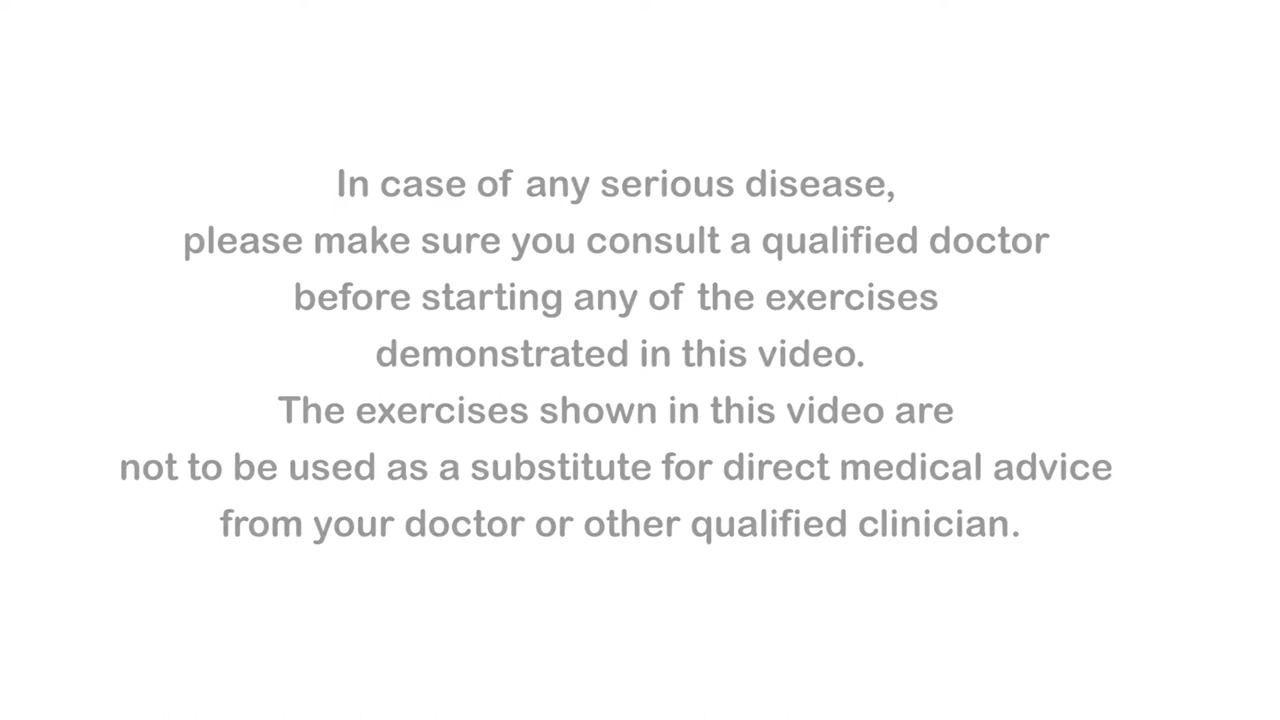 In case of any serious disease,
please make sure you consult a qualified doctor
before starting any of the exercises
demonstrated in this video.
The exercises shown in this video are
not to be used as a substitute for direct medical advice
from your doctor or other qualified clinician.